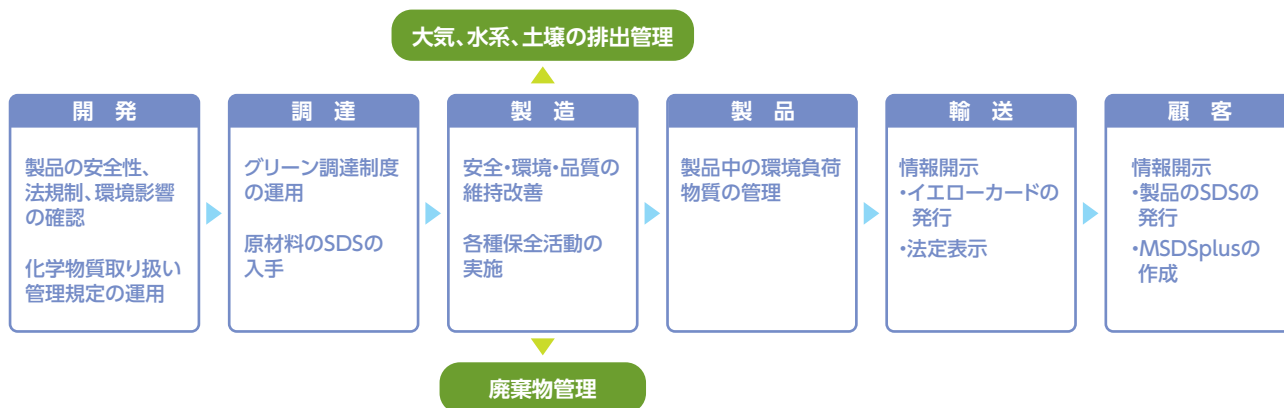 大気、水系、土壌の排出管理
開 発
製品の安全性、
法規制、環境影響
の確認
化学物質取り扱い
管理規定の運用
調 達
グリーン調達制度
の運用
原材料のSDSの
入手
製 造
安全・環境・品質の
維持改善
各種保全活動の
実施
製 品
製品中の環境負荷
物質の管理
輸 送
情報開示
・イエローカードの
発行
・法定表示
顧 客
情報開示
・製品のSDSの
発行
・MSDSplusの
作成
廃棄物管理